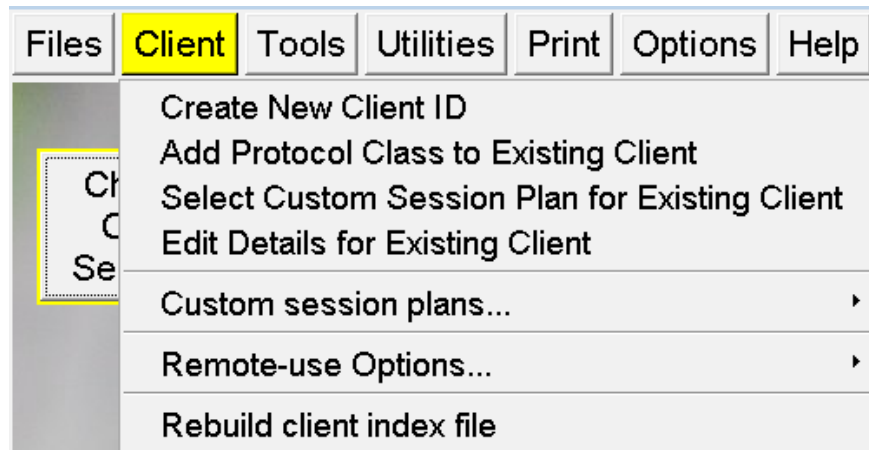 Files Client Tools Utilities Print Options Help
Create New Client ID
Add Protocol Class to Existing Client
Select Custom Session Plan for Existing Client
Edit Details for Existing Client
Custom session plans...
Remote-use Options...
Rebuild client index file